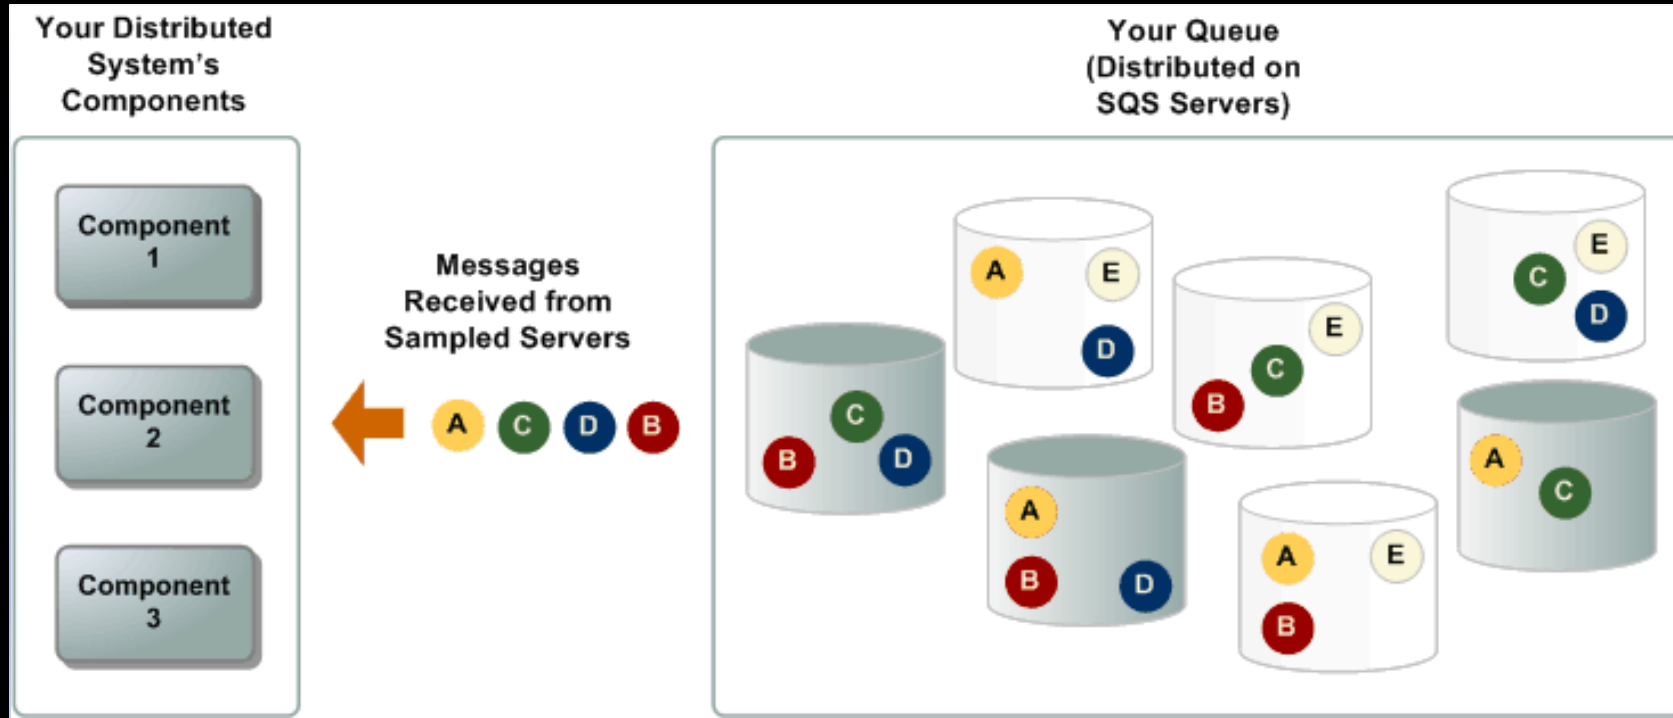 Your Distributed
System's
Components
Your Queue
(Distributed on
SQS Servers)
Component
1
Component
2
Component
3
Messages
Received from
Sampled Servers
A C D B
C
B
D
A
E
D
E
C
B
E
C
D
A
B
D
A
E
B
A
C